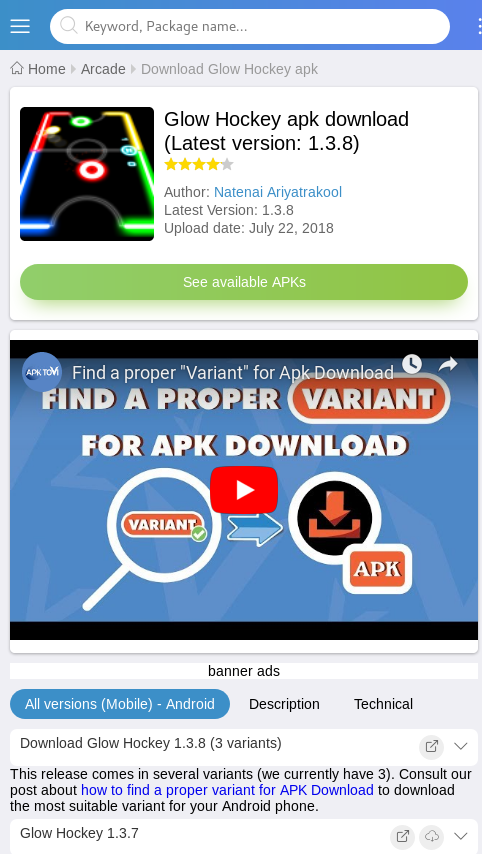 Keyword, Package name...
Home Arcade Download Glow Hockey apk
Glow Hockey apk download
(Latest version: 1.3.8)
Author: Natenai Ariyatrakool
Latest Version: 1.3.8
Upload date: July 22, 2018
See available APKs
Find a proper "Variant" for Apk Download
FIND A PROPER VARIANT
FOR APK DOWNLOAD
VARIANT
APK
banner ads
All versions (Mobile) - Android Description Technical
Download Glow Hockey 1.3.8 (3 variants)
This release comes in several variants (we currently have 3). Consult our
post about how to find a proper variant for APK Download to download
the most suitable variant for your Android phone.
Glow Hockey 1.3.7